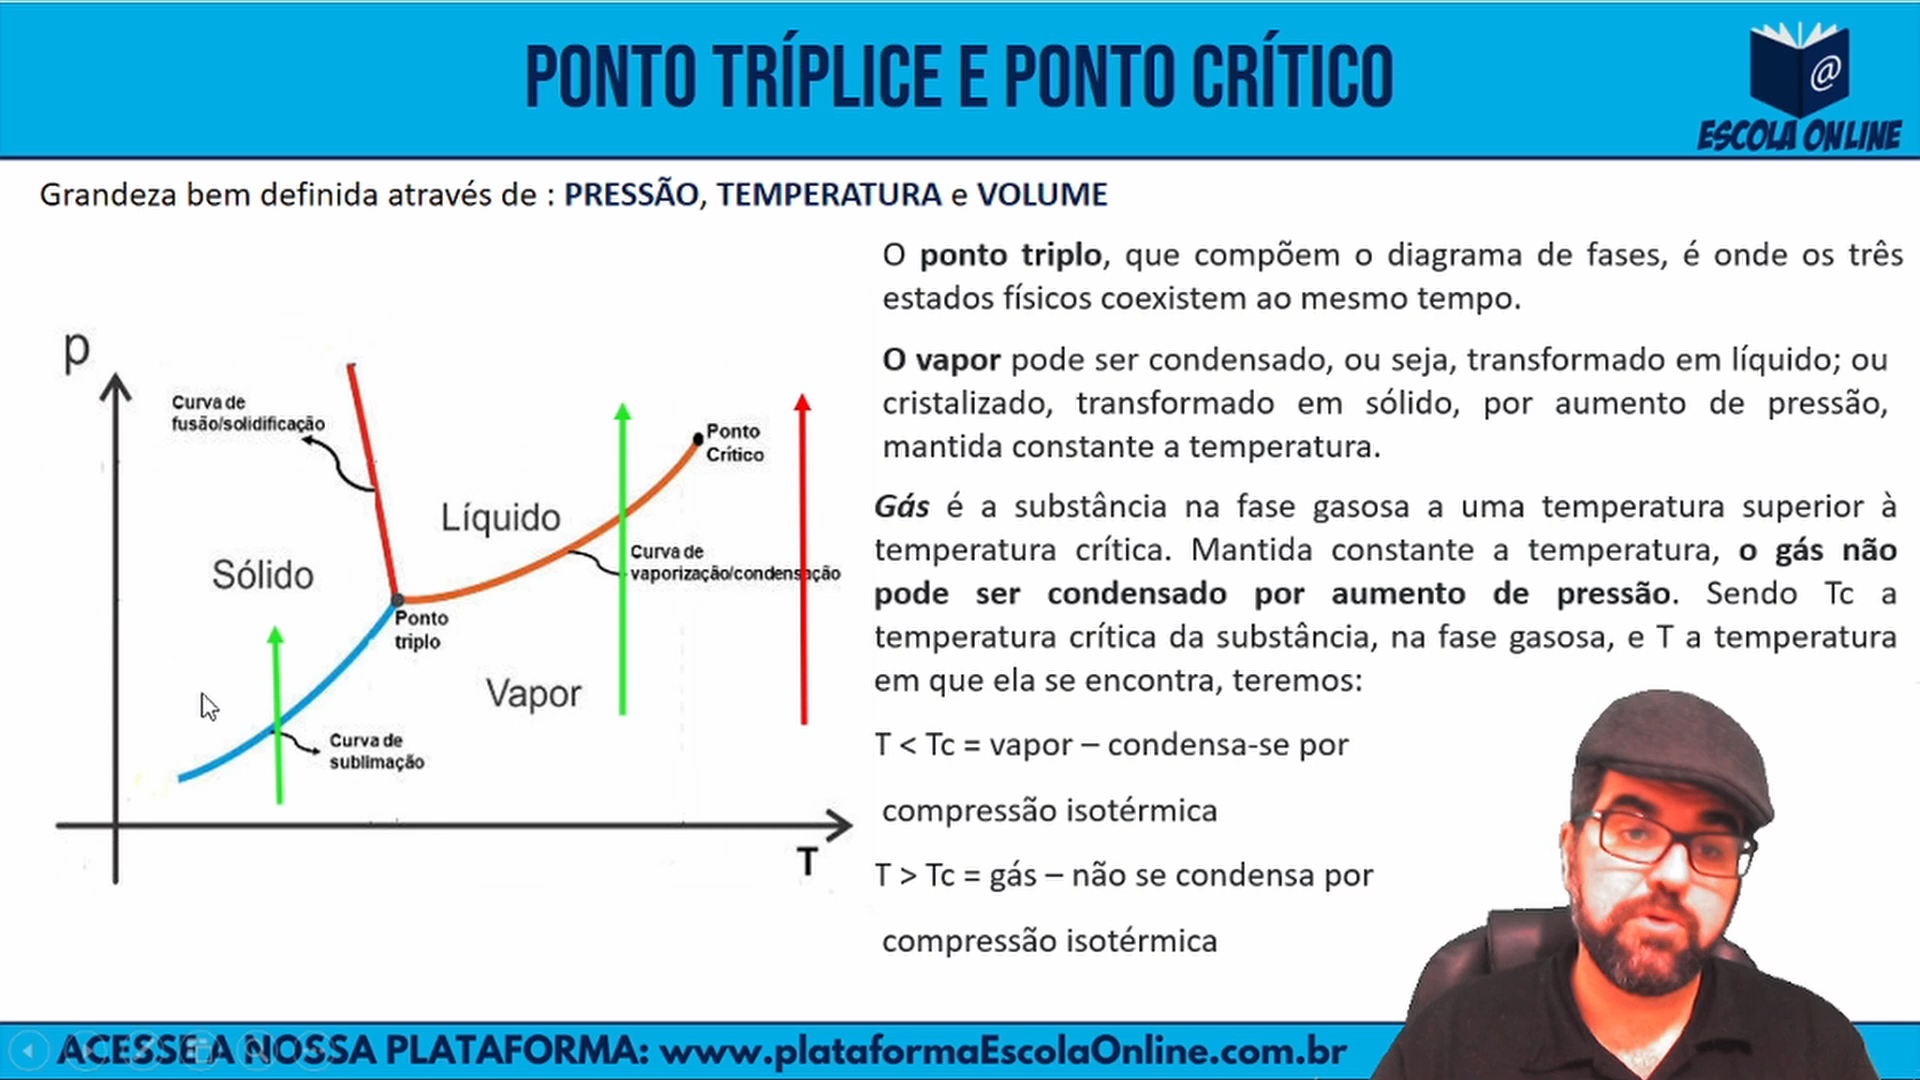 PONTO TRÍPLICE E PONTO CRÍTICO
@
ESCOLA ONLINE
Grandeza bem definida através de : PRESSÃO, TEMPERATURA e VOLUME
p
Curva de
fusão/solidificação
Ponto
Crítico
Líquido
Curva de
vaporização/condensação
Sólido
Ponto
triplo
Vapor
Curva de
sublimação
T
O ponto triplo, que compõem o diagrama de fases, é onde os três
estados físicos coexistem ao mesmo tempo.
O vapor pode ser condensado, ou seja, transformado em líquido; ou
cristalizado, transformado em sólido, por aumento de pressão,
mantida constante a temperatura.
Gás é a substância na fase gasosa a uma temperatura superior à
temperatura crítica. Mantida constante a temperatura, o gás não
pode ser condensado por aumento de pressão. Sendo Tc a
temperatura crítica da substância, na fase gasosa, e T a temperatura
em que ela se encontra, teremos:
T < Tc = vapor – condensa-se por
compressão isotérmica
T > Tc = gás – não se condensa por
compressão isotérmica
ACESSE A NOSSA PLATAFORMA: www.plataformaEscolaOnline.com.br